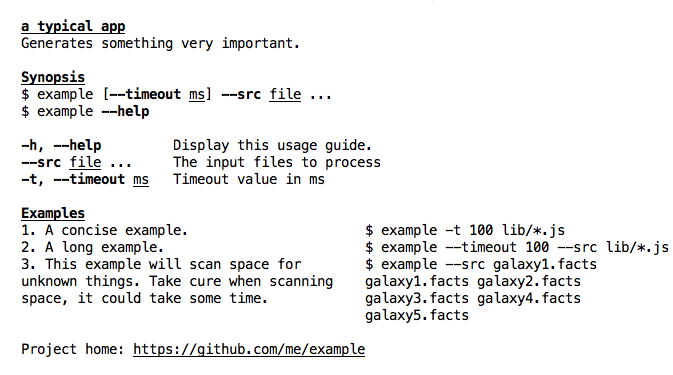 a typical app
Generates something very important.
Synopsis
$ example [--timeout ms] --src file ...
$ example --help
-h, --help Display this usage guide.
--src file ... The input files to process
-t, --timeout ms Timeout value in ms
Examples
1. A concise example. $ example -t 100 lib/*.js
2. A long example. $ example --timeout 100 --src lib/*.js
3. This example will scan space for $ example --src galaxy1.facts
unknown things. Take cure when scanning galaxy1.facts galaxy2.facts
space, it could take some time. galaxy3.facts galaxy4.facts
galaxy5.facts
Project home: https://github.com/me/example